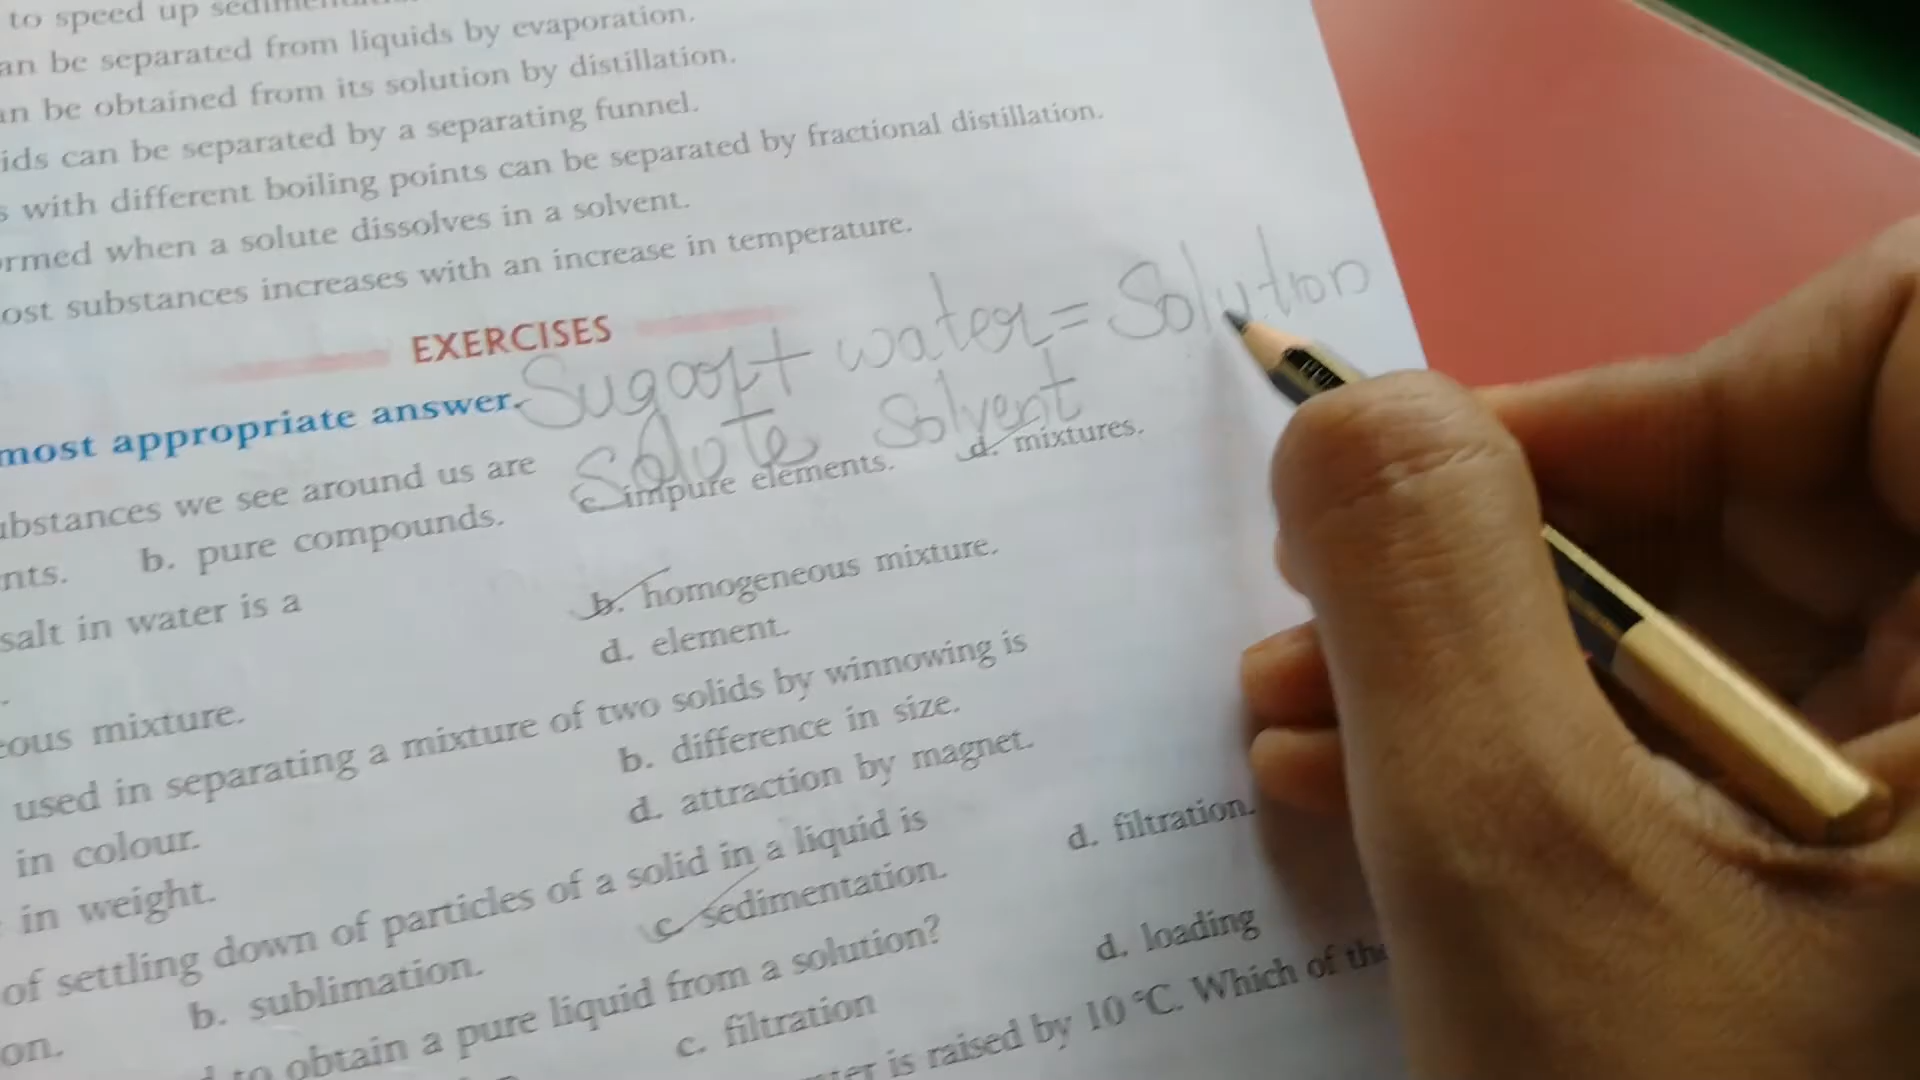 to speed up
an be separated from liquids by evaporation.
an be obtained from its solution by distillation.
ids can be separated by a separating funnel.
s with different boiling points can be separated by fractional distillation.
ormed when a solute dissolves in a solvent.
ost substances increases with an increase in temperature.
EXERCISES
Sugar + water = Solution
Solute Solvent
most appropriate answer.
ubstances we see around us are
nts. b. pure compounds. c. impure elements. d. mixtures.
salt in water is a
b. homogeneous mixture.
d. element.
eous mixture.
used in separating a mixture of two solids by winnowing is
in colour. b. difference in size.
in weight. d. attraction by magnet.
of settling down of particles of a solid in a liquid is
on. b. sublimation. c. sedimentation. d. filtration.
to obtain a pure liquid from a solution?
c. filtration d. loading
is raised by 10 °C. Which of the